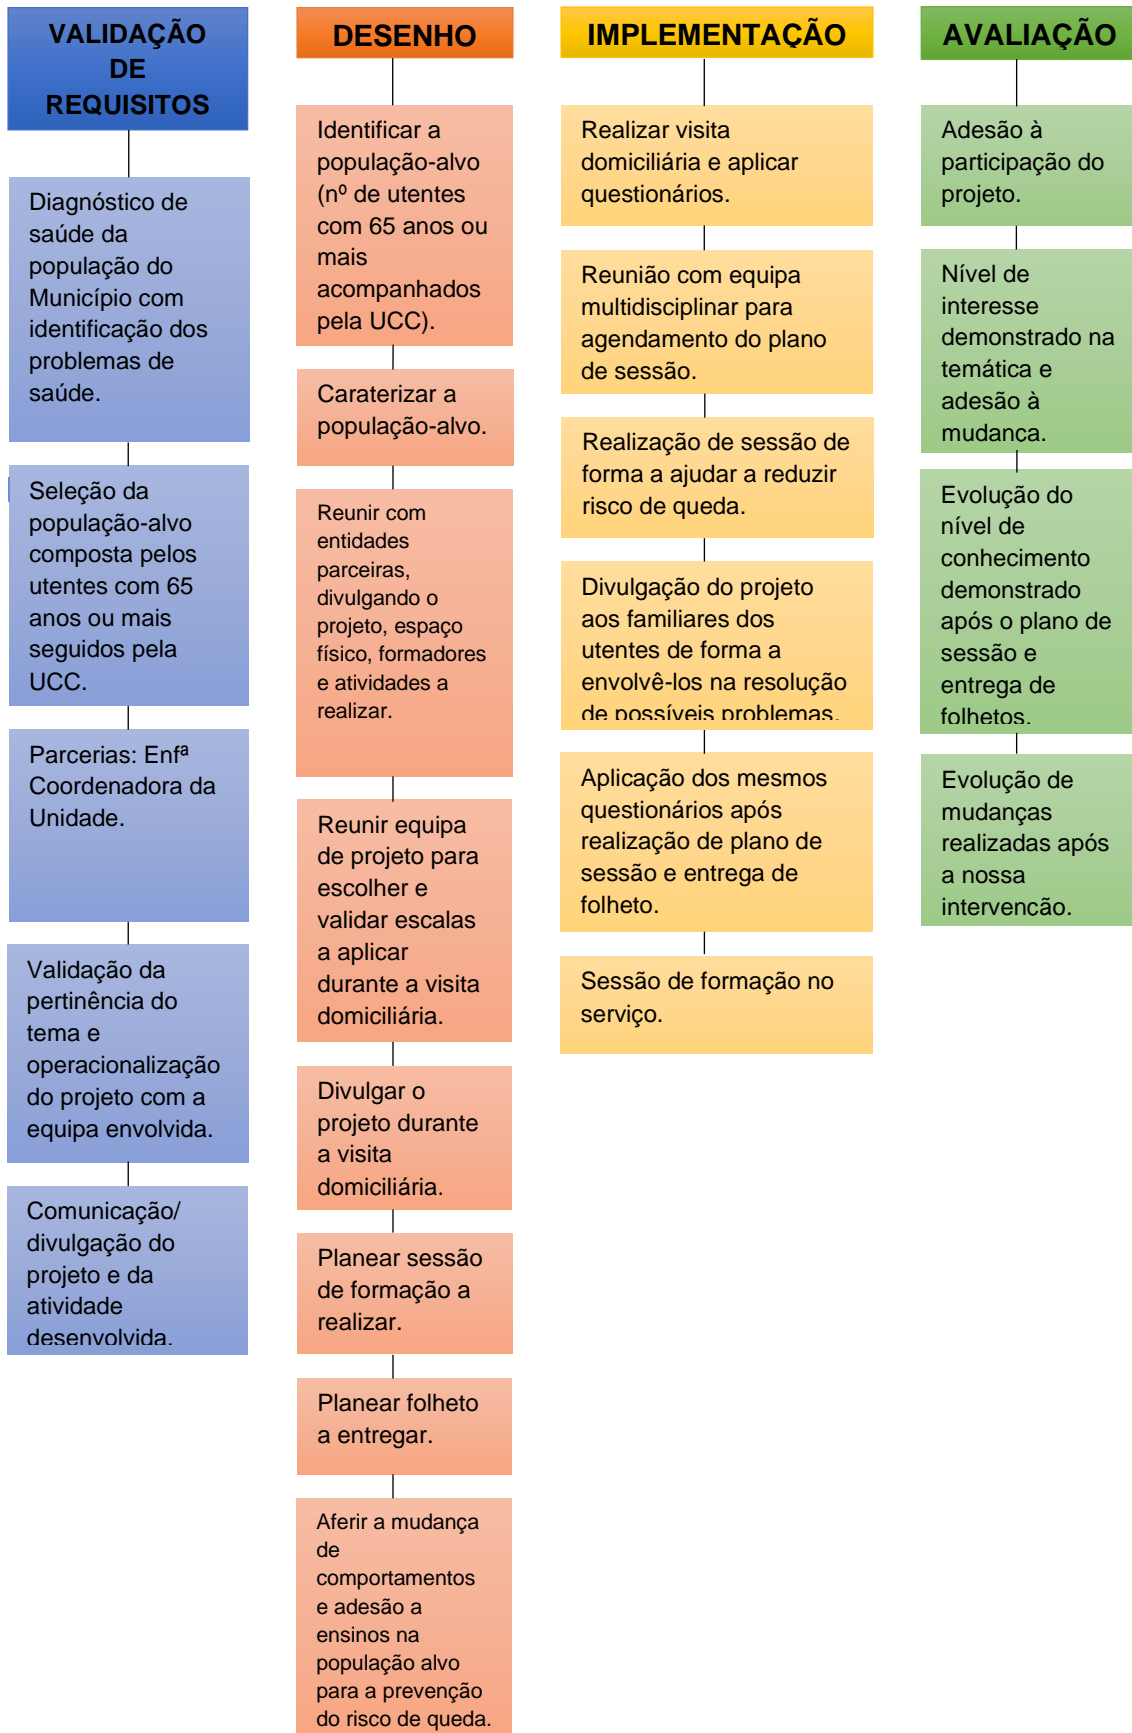 VALIDAÇÃO
DE
REQUISITOS
Diagnóstico de
saúde da
população do
Município com
identificação dos
problemas de
saúde.
Seleção da
população-alvo
composta pelos
utentes com 65
anos ou mais
seguidos pela
UCC.
Parcerias: Enfª
Coordenadora da
Unidade.
Validação da
pertinência do
tema e
operacionalização
do projeto com a
equipa envolvida.
Comunicação/
divulgação do
projeto e da
atividade
desenvolvida.
DESENHO
Identificar a
população-alvo
(nº de utentes
com 65 anos ou
mais
acompanhados
pela UCC).
Caraterizar a
população-alvo.
Reunir com
entidades
parceiras,
divulgando o
projeto, espaço
físico, formadores
e atividades a
realizar.
Reunir equipa
de projeto para
escolher e
validar escalas
a aplicar
durante a visita
domiciliária.
Divulgar o
projeto durante
a visita
domiciliária.
Planear sessão
de formação a
realizar.
Planear folheto
a entregar.
Aferir a mudança
de
comportamentos
e adesão a
ensinos na
população alvo
para a prevenção
do risco de queda.
IMPLEMENTAÇÃO
Realizar visita
domiciliária e aplicar
questionários.
Reunião com equipa
multidisciplinar para
agendamento do plano
de sessão.
Realização de sessão de
forma a ajudar a reduzir
risco de queda.
Divulgação do projeto
aos familiares dos
utentes de forma a
envolvê-los na resolução
de possíveis problemas.
Aplicação dos mesmos
questionários após
realização de plano de
sessão e entrega de
folheto.
Sessão de formação no
serviço.
AVALIAÇÃO
Adesão à
participação do
projeto.
Nível de
interesse
demonstrado na
temática e
adesão à
mudança.
Evolução do
nível de
conhecimento
demonstrado
após o plano de
sessão e
entrega de
folhetos.
Evolução de
mudanças
realizadas após
a nossa
intervenção.